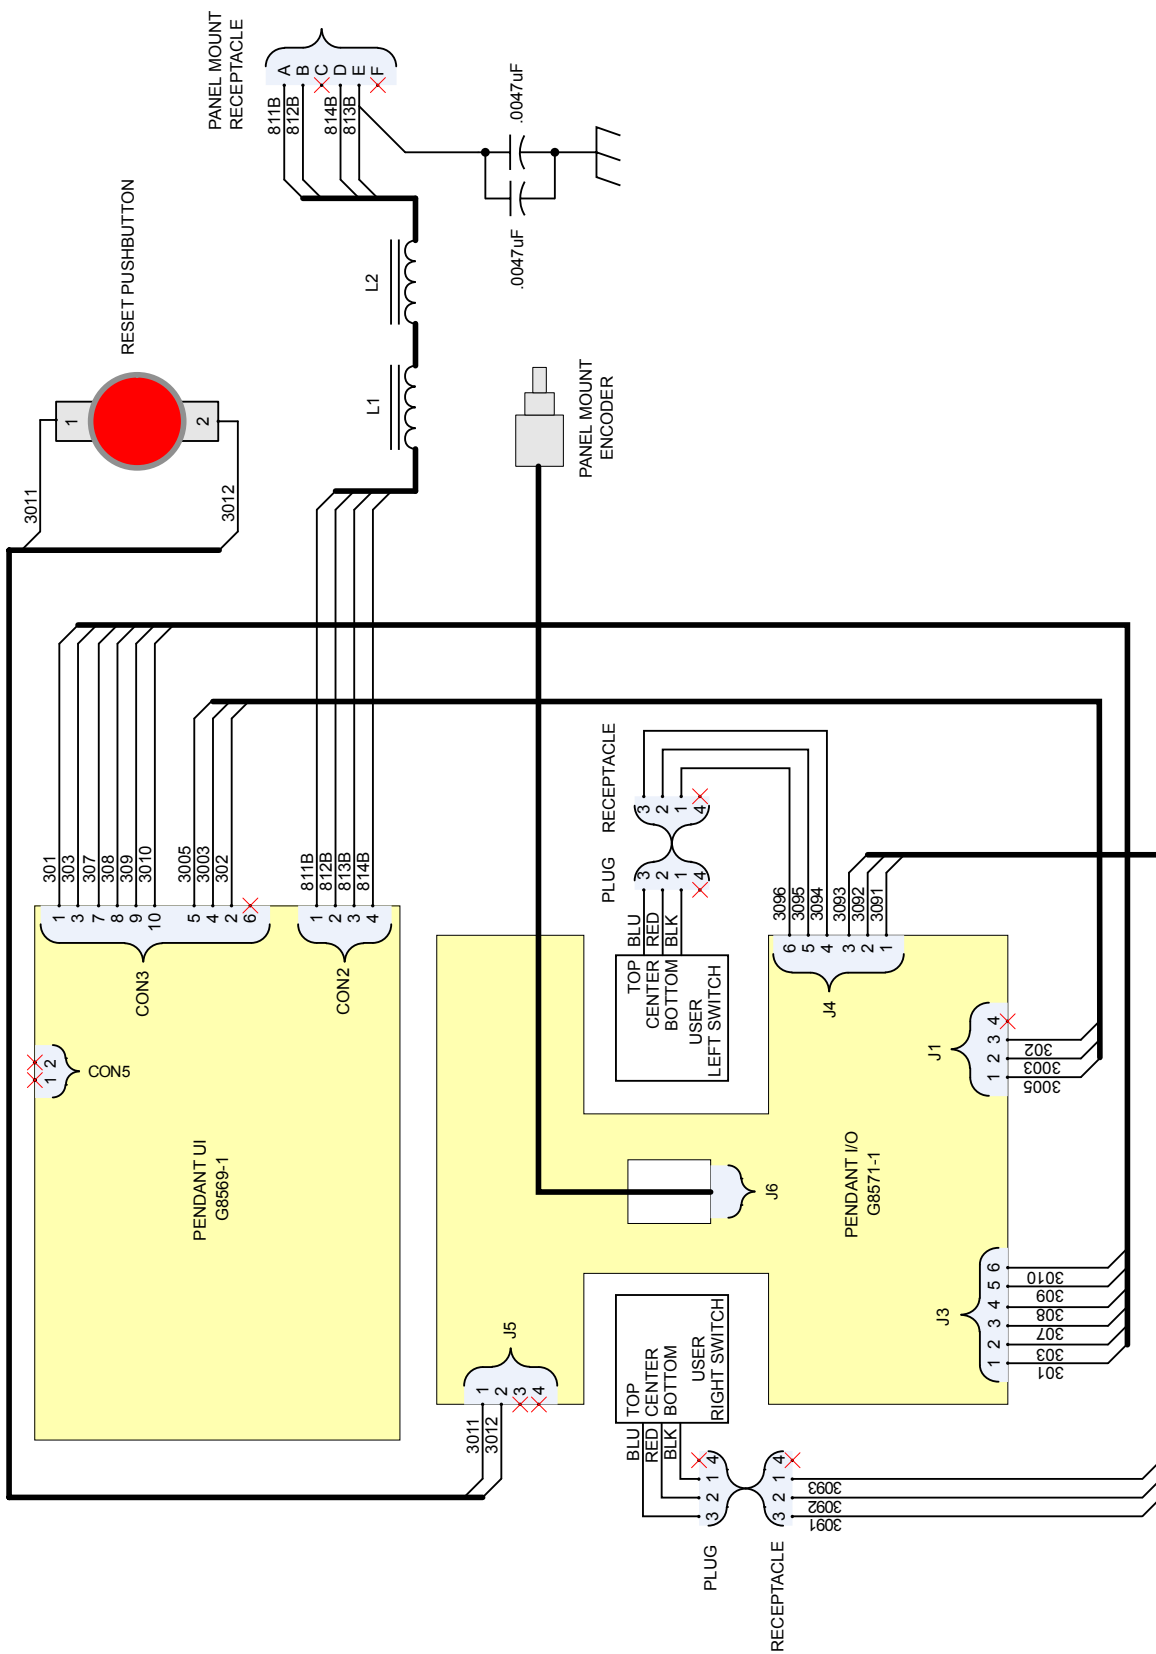 PANEL MOUNT
RECEPTACLE
A
B
C
D
E
F
811B
812B
814B
813B
.0047uF
.0047uF
RESET PUSHBUTTON
1
2
3011
3012
L2
L1
PANEL MOUNT
ENCODER
301
303
307
308
309
3010
3005
3003
302
1
3
7
8
9
10
5
4
2
6
CON3
811B
812B
813B
814B
1
2
3
4
CON2
1 2
CON5
PENDANT UI
G8569-1
RECEPTACLE
3
2
1
4
PLUG
3
2
1
4
BLU
RED
BLK
TOP
CENTER
BOTTOM
USER
LEFT SWITCH
3096
3095
3094
3093
3092
3091
6
5
4
3
2
1
J4
J1
1 2 3 4
302
3003
3005
PENDANT I/O
G8571-1
J6
J3
1 2 3 4 5 6
3010
309
308
307
303
301
J5
1
2
3
4
3011
3012
TOP
CENTER
BOTTOM
USER
RIGHT SWITCH
BLU
RED
BLK
3 2 1 4
PLUG
3 2 1 4
RECEPTACLE
3093
3092
3091